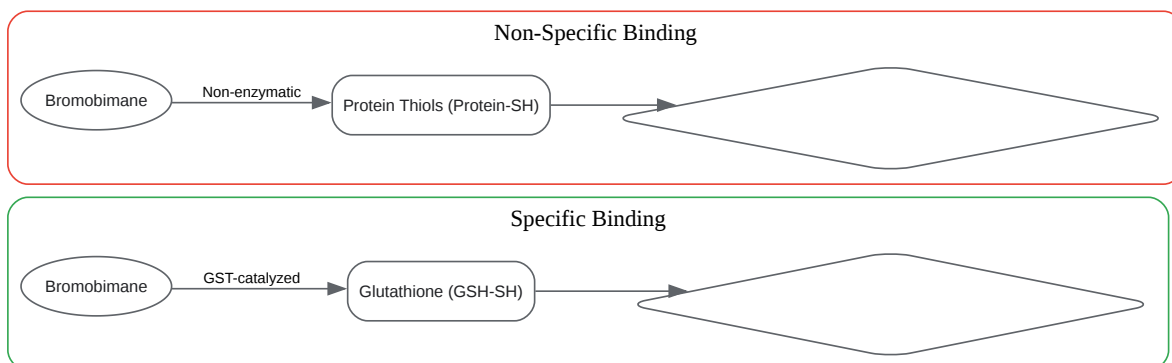 Non-Specific Binding
Bromobimane
Non-enzymatic
Protein Thiols (Protein-SH)
Specific Binding
Bromobimane
GST-catalyzed
Glutathione (GSH-SH)